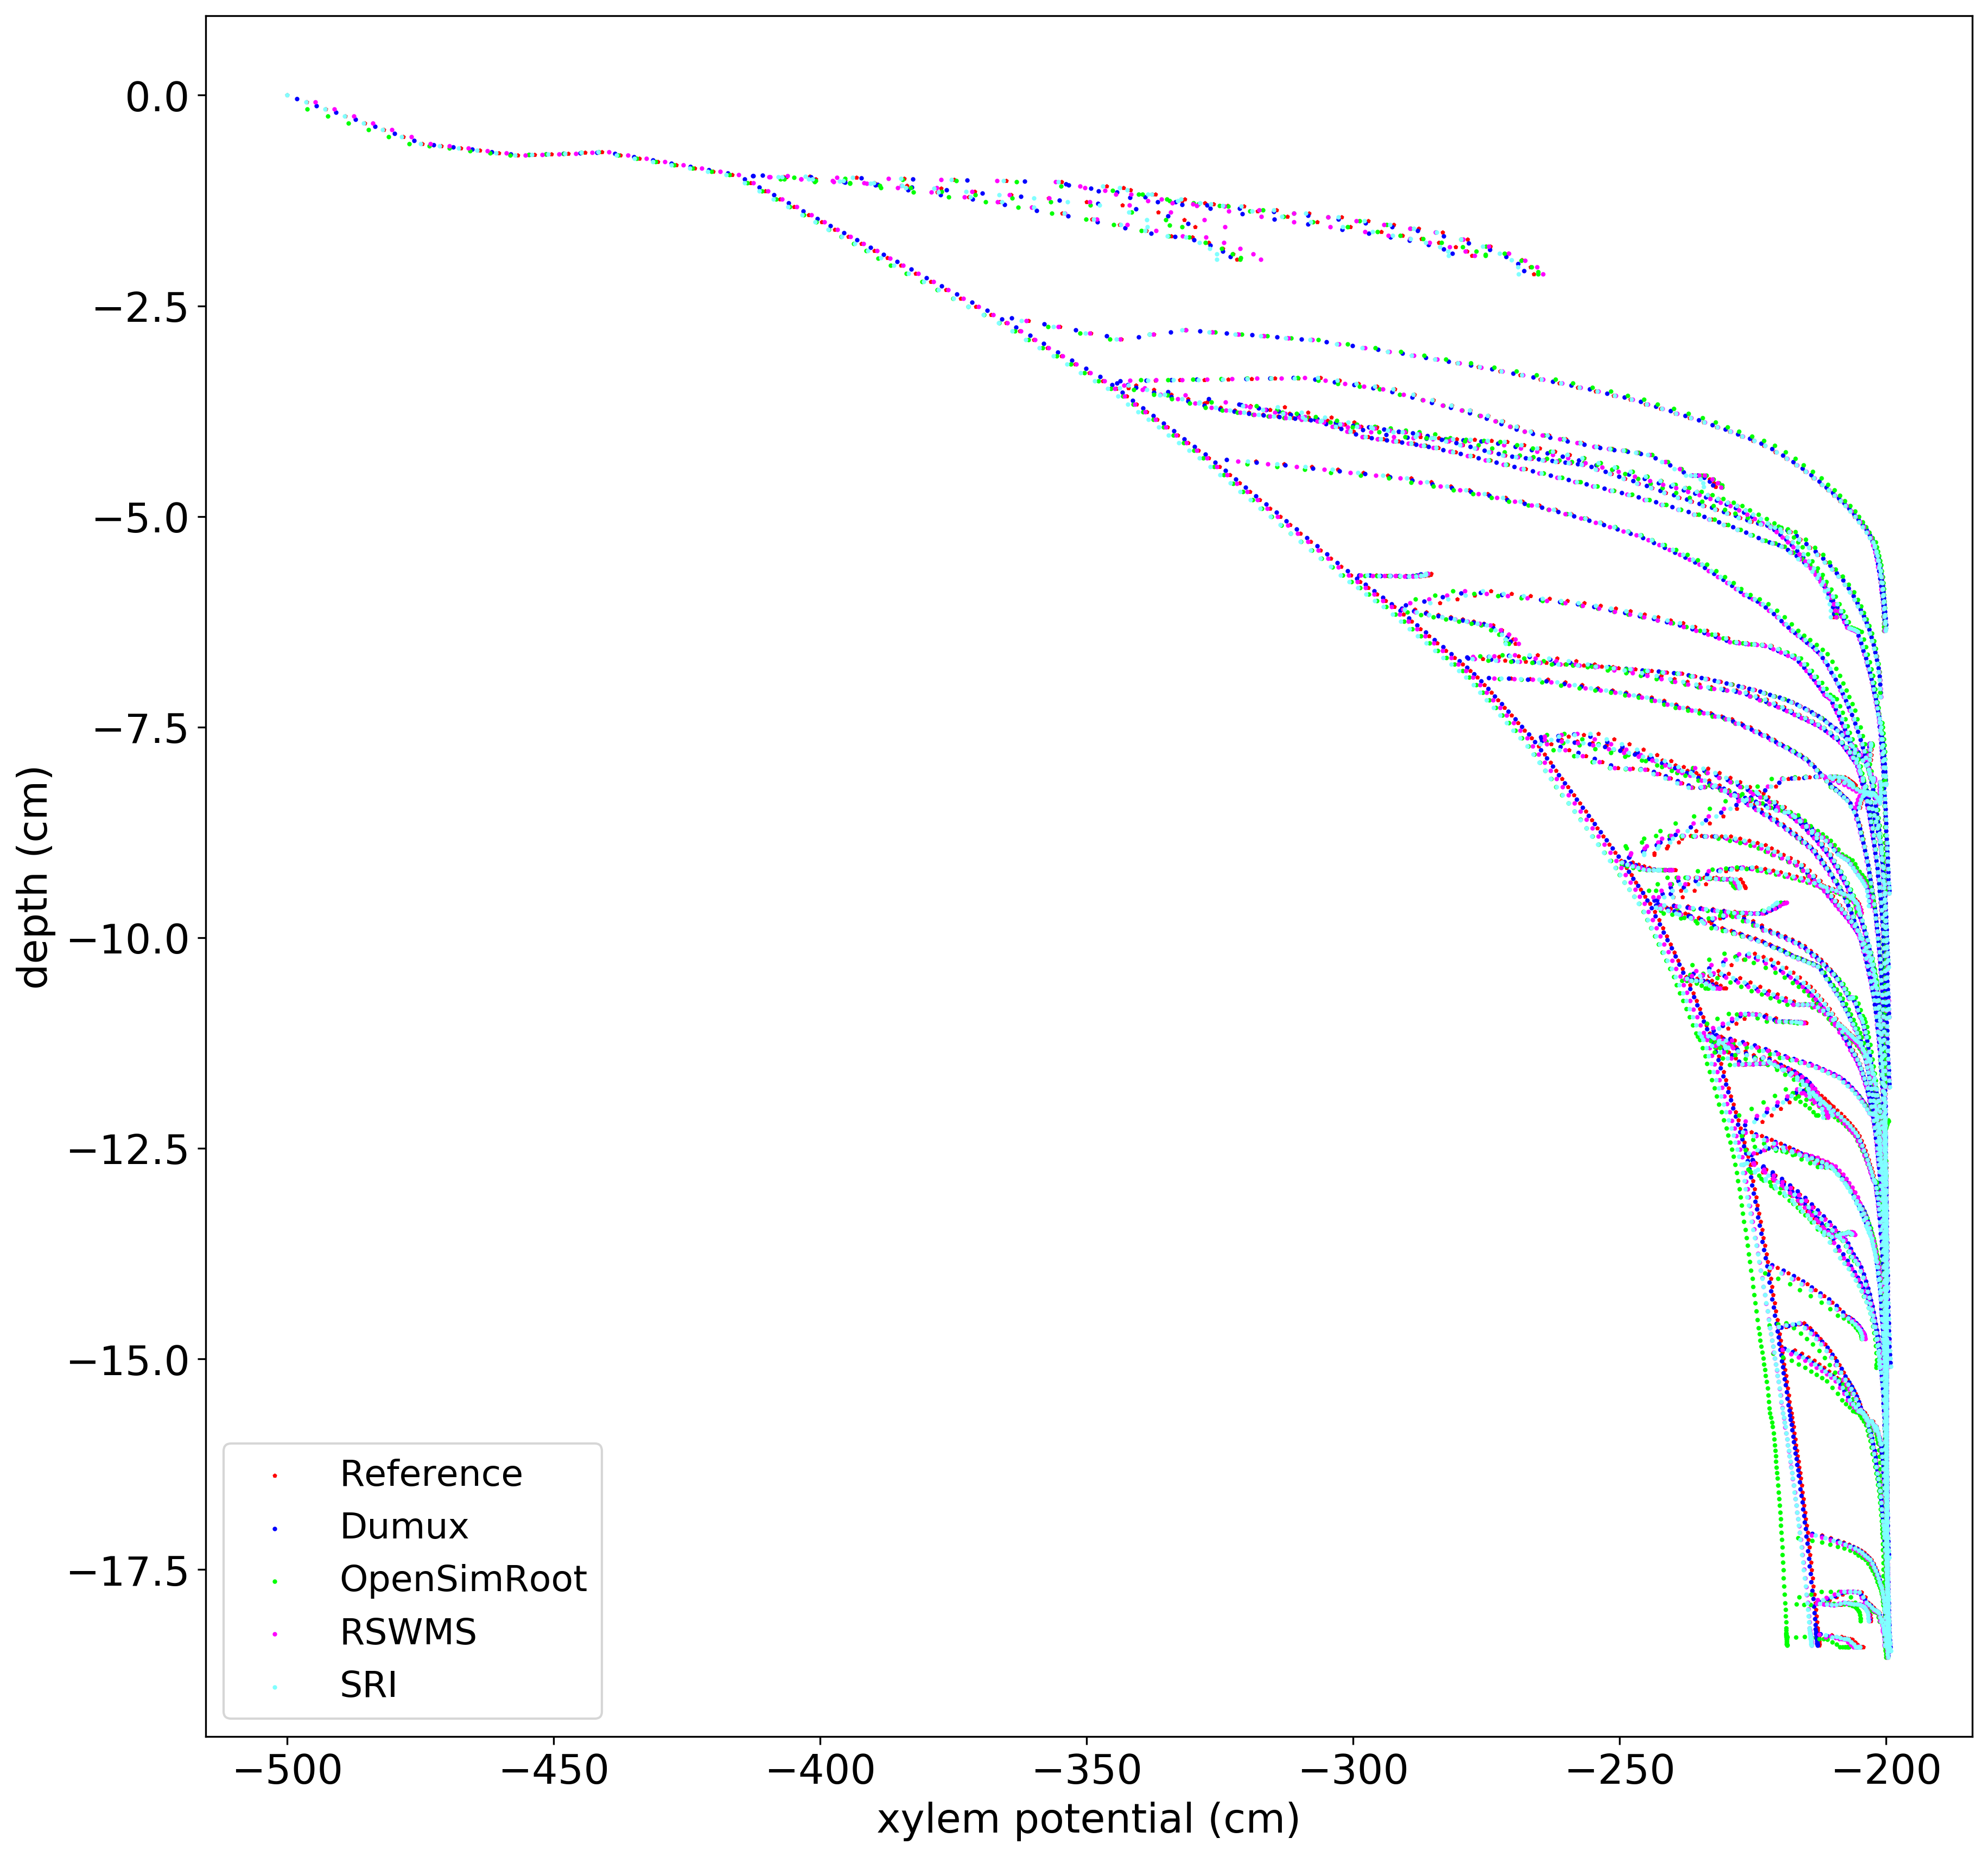 0.0
−2.5
−5.0
−7.5
−10.0
−12.5
−15.0
−17.5
depth (cm)
Reference
Dumux
OpenSimRoot
RSWMS
SRI
−500 −450 −400 −350 −300 −250 −200
xylem potential (cm)